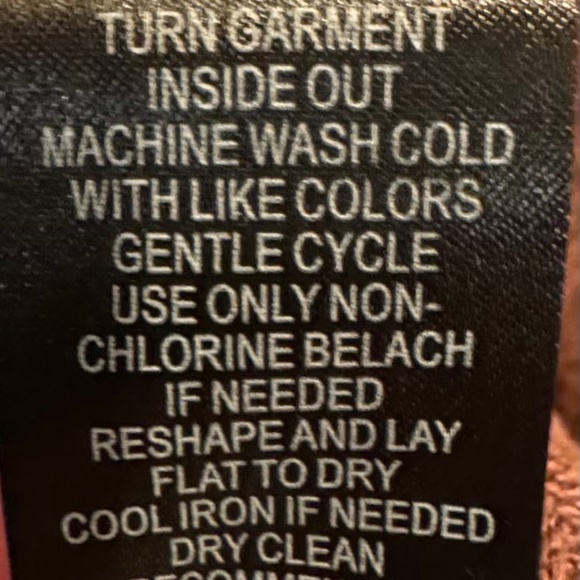 TURN GARMENT
INSIDE OUT
MACHINE WASH COLD
WITH LIKE COLORS
GENTLE CYCLE
USE ONLY NON-
CHLORINE BELACH
IF NEEDED
RESHAPE AND LAY
FLAT TO DRY
COOL IRON IF NEEDED
DRY CLEAN